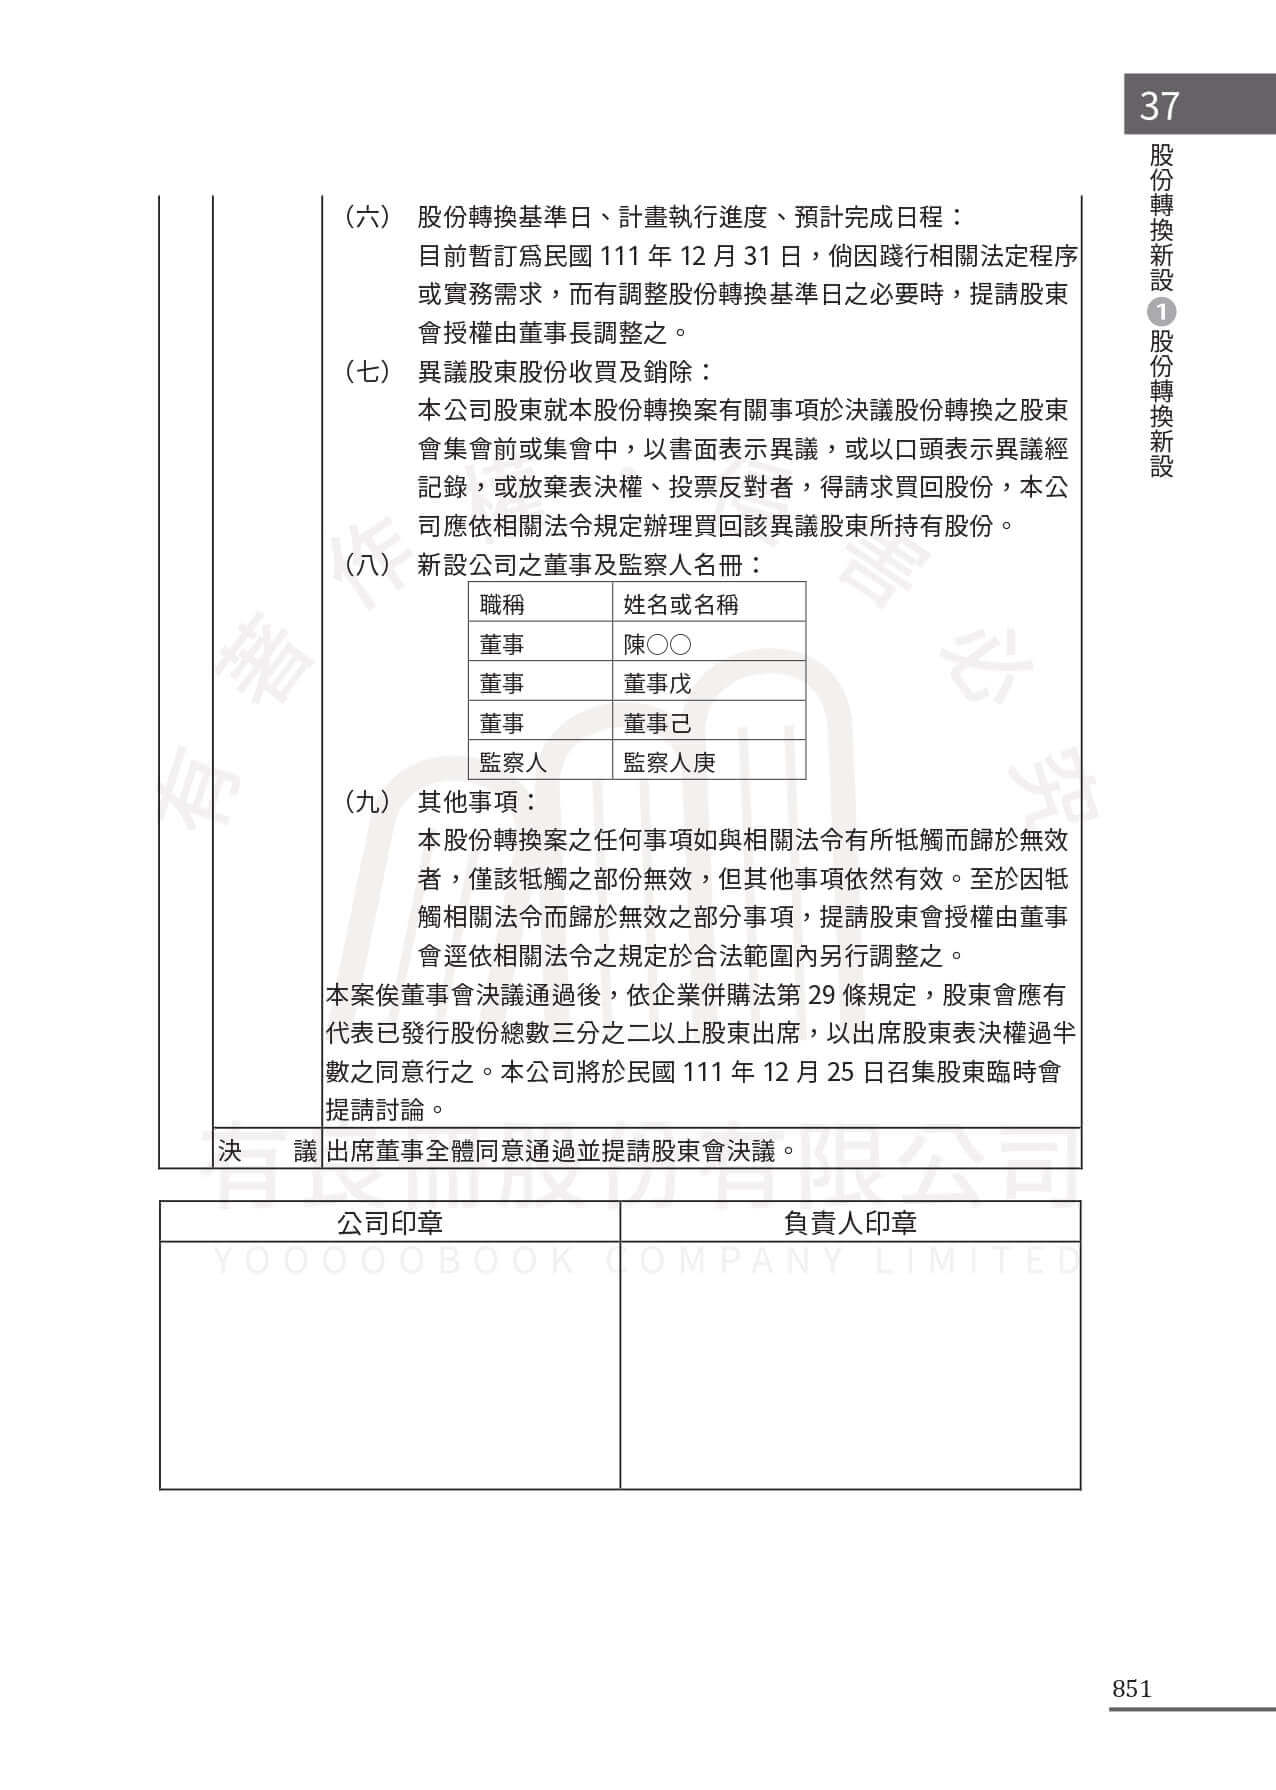 37
股份轉換新設 1 股份轉換新設
（六） 股份轉換基準日、計畫執行進度、預計完成日程：
目前暫訂爲民國 111 年 12 月 31 日，倘因踐行相關法定程序
或實務需求，而有調整股份轉換基準日之必要時，提請股東
會授權由董事長調整之。
（七） 異議股東股份收買及銷除：
本公司股東就本股份轉換案有關事項於決議股份轉換之股東
會集會前或集會中，以書面表示異議，或以口頭表示異議經
記錄，或放棄表決權、投票反對者，得請求買回股份，本公
司應依相關法令規定辦理買回該異議股東所持有股份。
（八） 新設公司之董事及監察人名冊：
職稱 姓名或名稱
董事 陳○○
董事 董事戊
董事 董事己
監察人 監察人庚
（九） 其他事項：
本股份轉換案之任何事項如與相關法令有所牴觸而歸於無效
者，僅該牴觸之部份無效，但其他事項依然有效。至於因牴
觸相關法令而歸於無效之部分事項，提請股東會授權由董事
會逕依相關法令之規定於合法範圍內另行調整之。
本案俟董事會決議通過後，依企業併購法第 29 條規定，股東會應有
代表已發行股份總數三分之二以上股東出席，以出席股東表決權過半
數之同意行之。本公司將於民國 111 年 12 月 25 日召集股東臨時會
提請討論。
決 議 出席董事全體同意通過並提請股東會決議。
公司印章 負責人印章
有著作權・侵害必究
YOOOOOBOOK COMPANY LIMITED
851